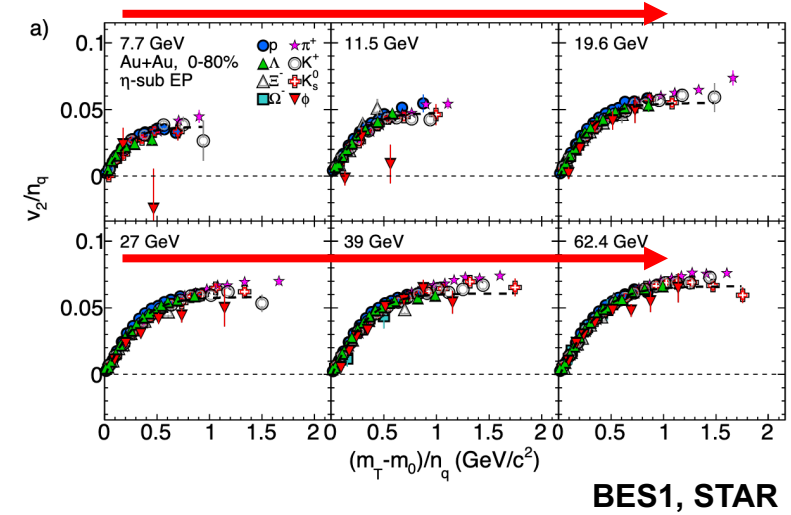 a)
0.1
0.05
0
7.7 GeV
Au+Au, 0-80%
η-sub EP
p π+
Λ K+
Ξ- K0s
Ω- ϕ
11.5 GeV
19.6 GeV
v2/nq
0.1
0.05
0
27 GeV
39 GeV
62.4 GeV
0 0.5 1 1.5 2 0 0.5 1 1.5 2 0 0.5 1 1.5 2
(mT-m0)/nq (GeV/c2)
BES1, STAR